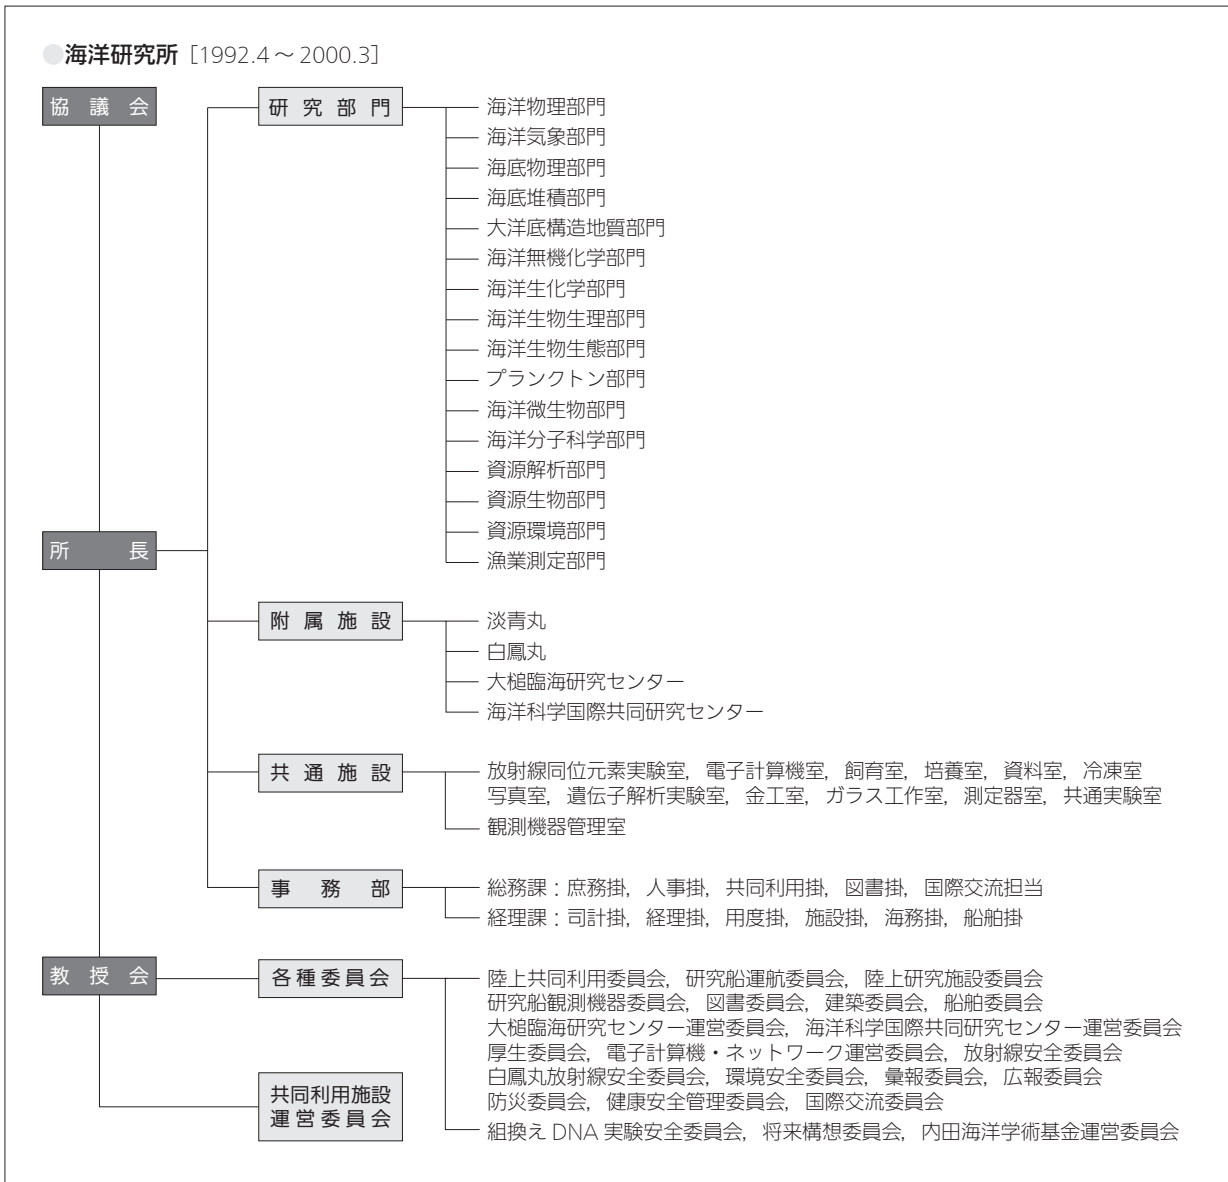 ●海洋研究所［1992.4～2000.3］
協議会
研究部門
海洋物理部門
海洋気象部門
海底物理部門
海底堆積部門
大洋底構造地質部門
海洋無機化学部門
海洋生化学部門
海洋生物生理部門
海洋生物生態部門
プランクトン部門
海洋微生物部門
海洋分子科学部門
資源解析部門
資源生物部門
資源環境部門
漁業測定部門
所長
附属施設
淡青丸
白鳳丸
大槌臨海研究センター
海洋科学国際共同研究センター
共通施設
放射線同位元素実験室，電子計算機室，飼育室，培養室，資料室，冷凍室
写真室，遺伝子解析実験室，金工室，ガラス工作室，測定器室，共通実験室
観測機器管理室
事務部
総務課：庶務掛，人事掛，共同利用掛，図書掛，国際交流担当
経理課：司計掛，経理掛，用度掛，施設掛，海務掛，船舶掛
教授会
各種委員会
陸上共同利用委員会，研究船運航委員会，陸上研究施設委員会
研究船観測機器委員会，図書委員会，建築委員会，船舶委員会
大槌臨海研究センター運営委員会，海洋科学国際共同研究センター運営委員会
厚生委員会，電子計算機・ネットワーク運営委員会，放射線安全委員会
白鳳丸放射線安全委員会，環境安全委員会，彙報委員会，広報委員会
防災委員会，健康安全管理委員会，国際交流委員会
組換え DNA 実験安全委員会，将来構想委員会，内田海洋学術基金運営委員会
共同利用施設
運営委員会